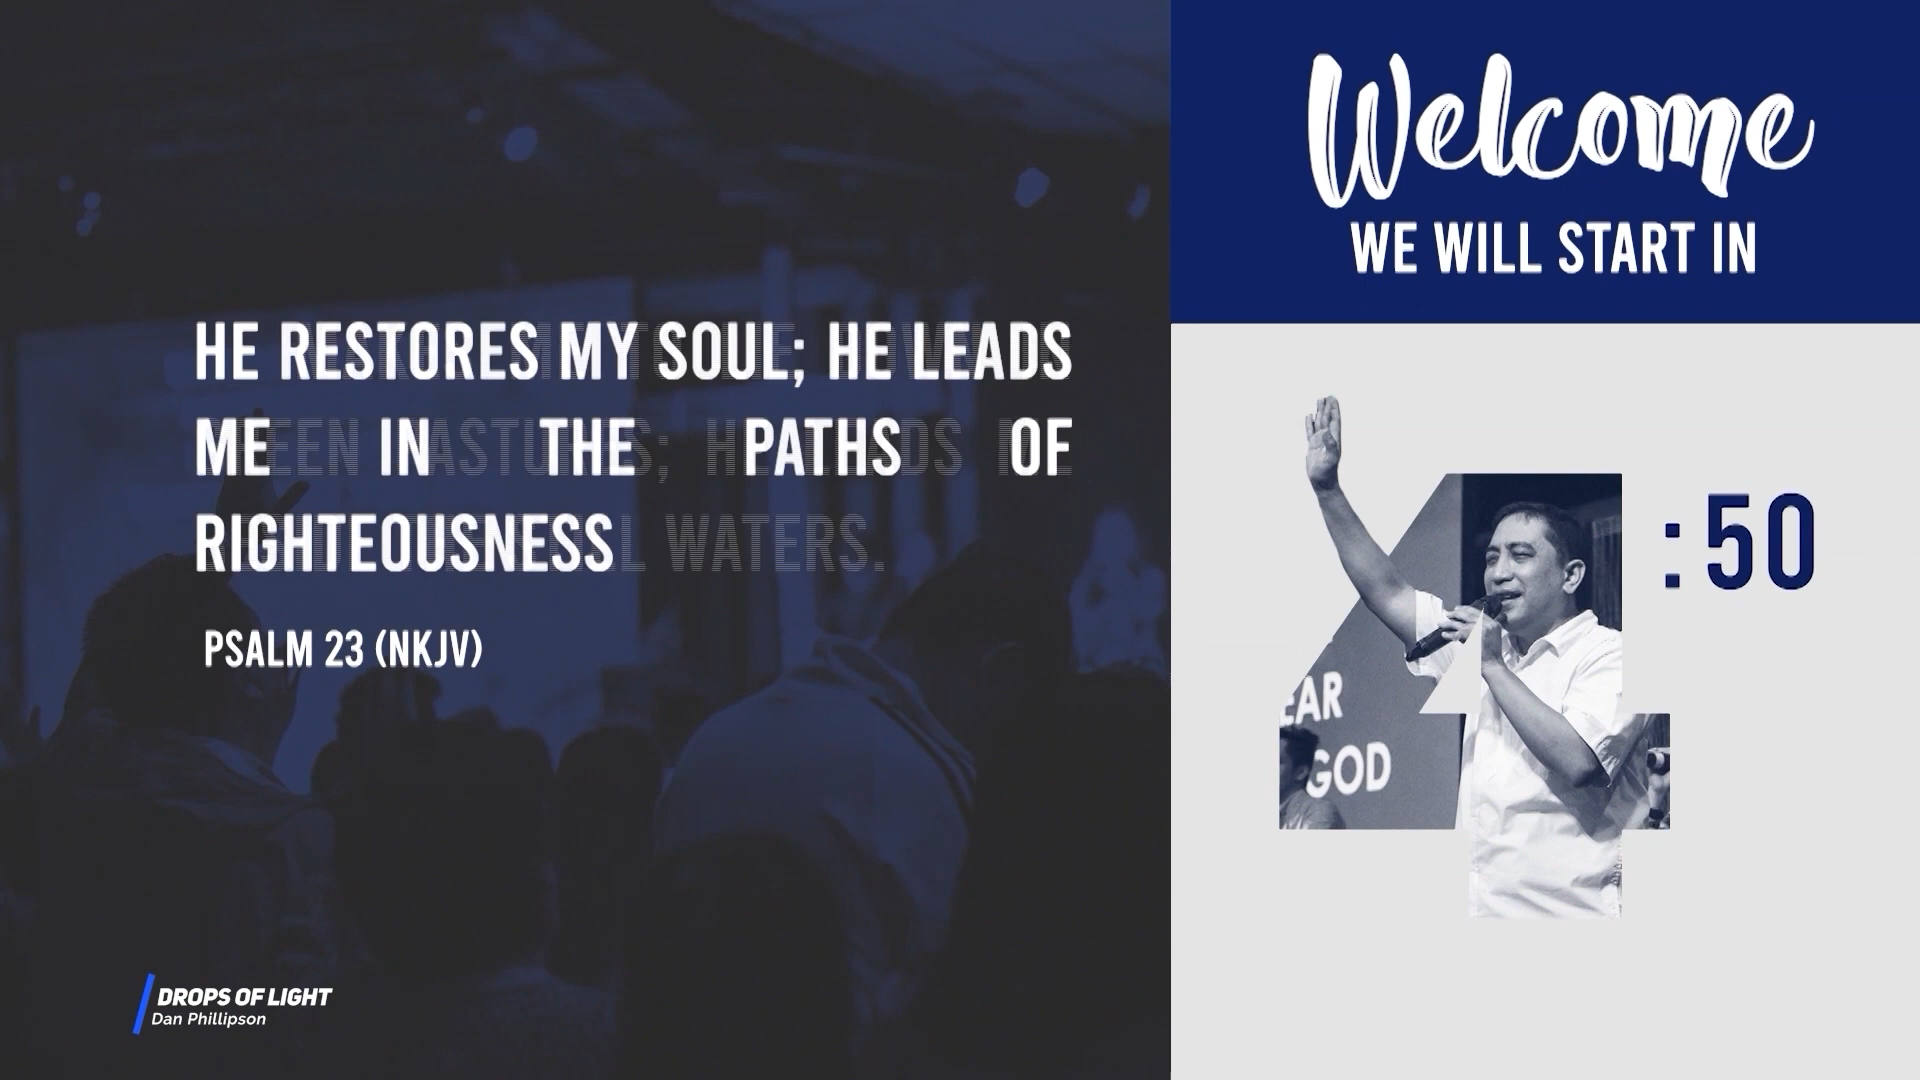 HE RESTORES MY SOUL; HE LEADS
ME IN THE PATHS OF
RIGHTEOUSNESS
L WATERS.
PSALM 23 (NKJV)
DROPS OF LIGHT
Dan Phillipson
Welcome
WE WILL START IN
4:50
EAR
GOD